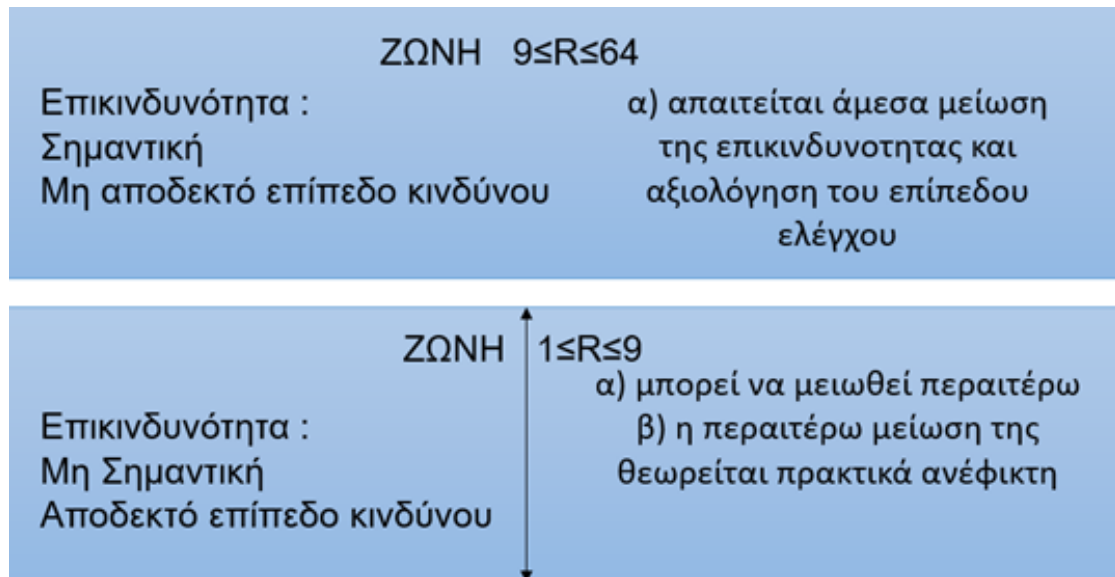 ΖΩΝΗ 9≤R≤64
Επικινδυνότητα :
Σημαντική
Μη αποδεκτό επίπεδο κινδύνου
α) απαιτείται άμεσα μείωση
της επικινδυνοτητας και
αξιολόγηση του επίπεδου
ελέγχου
ΖΩΝΗ 1≤R≤9
Επικινδυνότητα :
Μη Σημαντική
Αποδεκτό επίπεδο κινδύνου
α) μπορεί να μειωθεί περαιτέρω
β) η περαιτέρω μείωση της
θεωρείται πρακτικά ανέφικτη